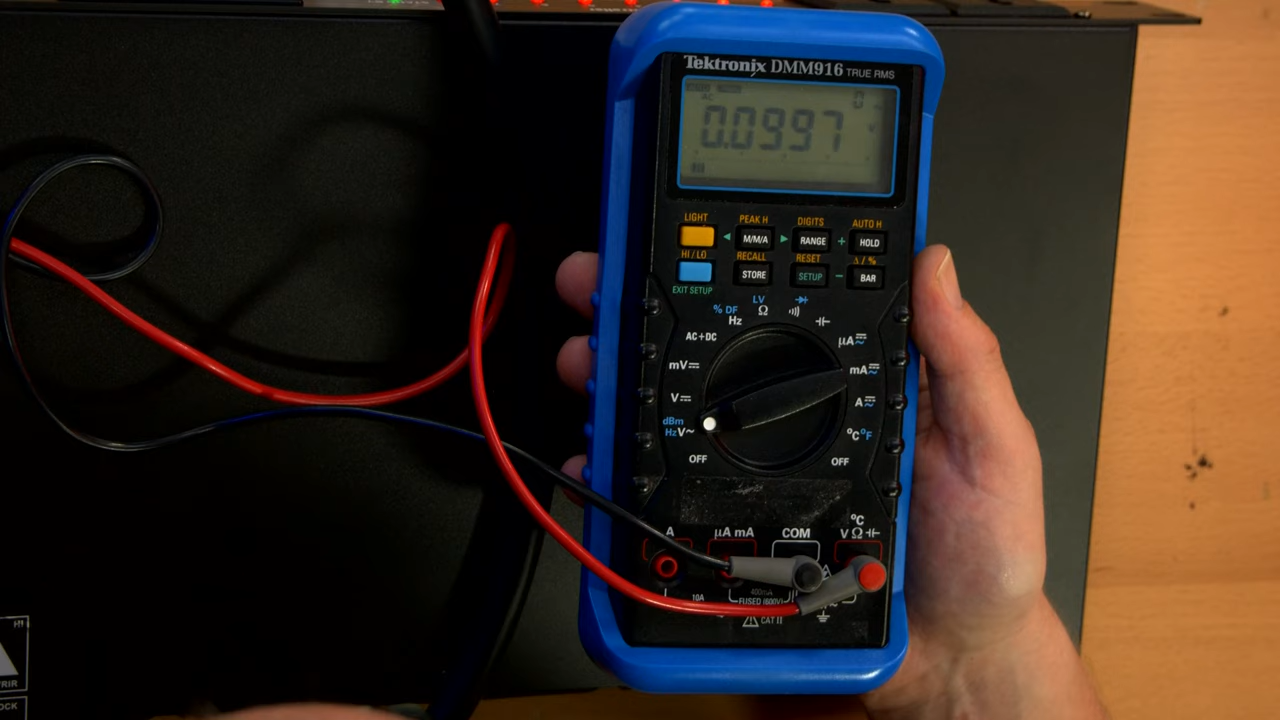 Tektronix DMM916 TRUE RMS
AC
0.0997
LIGHT PEAK H DIGITS AUTO H
M/M/A RANGE + HOLD
HI / LO RECALL RESET Δ / %
STORE SETUP − BAR
EXIT SETUP
% DF LV
Hz Ω
AC+DC µA
mV mA
V A
dBm
Hz V~ °C °F
OFF OFF
A µA mA COM °C
V Ω
10A 400mA
FUSED (600V)
CAT II